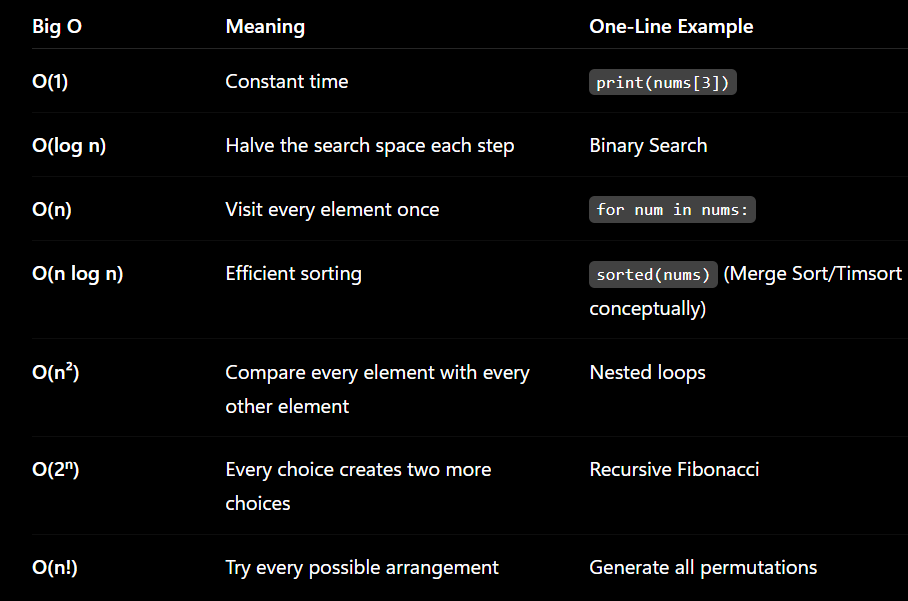 Big O Meaning One-Line Example
O(1) Constant time print(nums[3])
O(log n) Halve the search space each step Binary Search
O(n) Visit every element once for num in nums:
O(n log n) Efficient sorting sorted(nums) (Merge Sort/Timsort
conceptually)
O(n²) Compare every element with every Nested loops
other element
O(2ⁿ) Every choice creates two more Recursive Fibonacci
choices
O(n!) Try every possible arrangement Generate all permutations